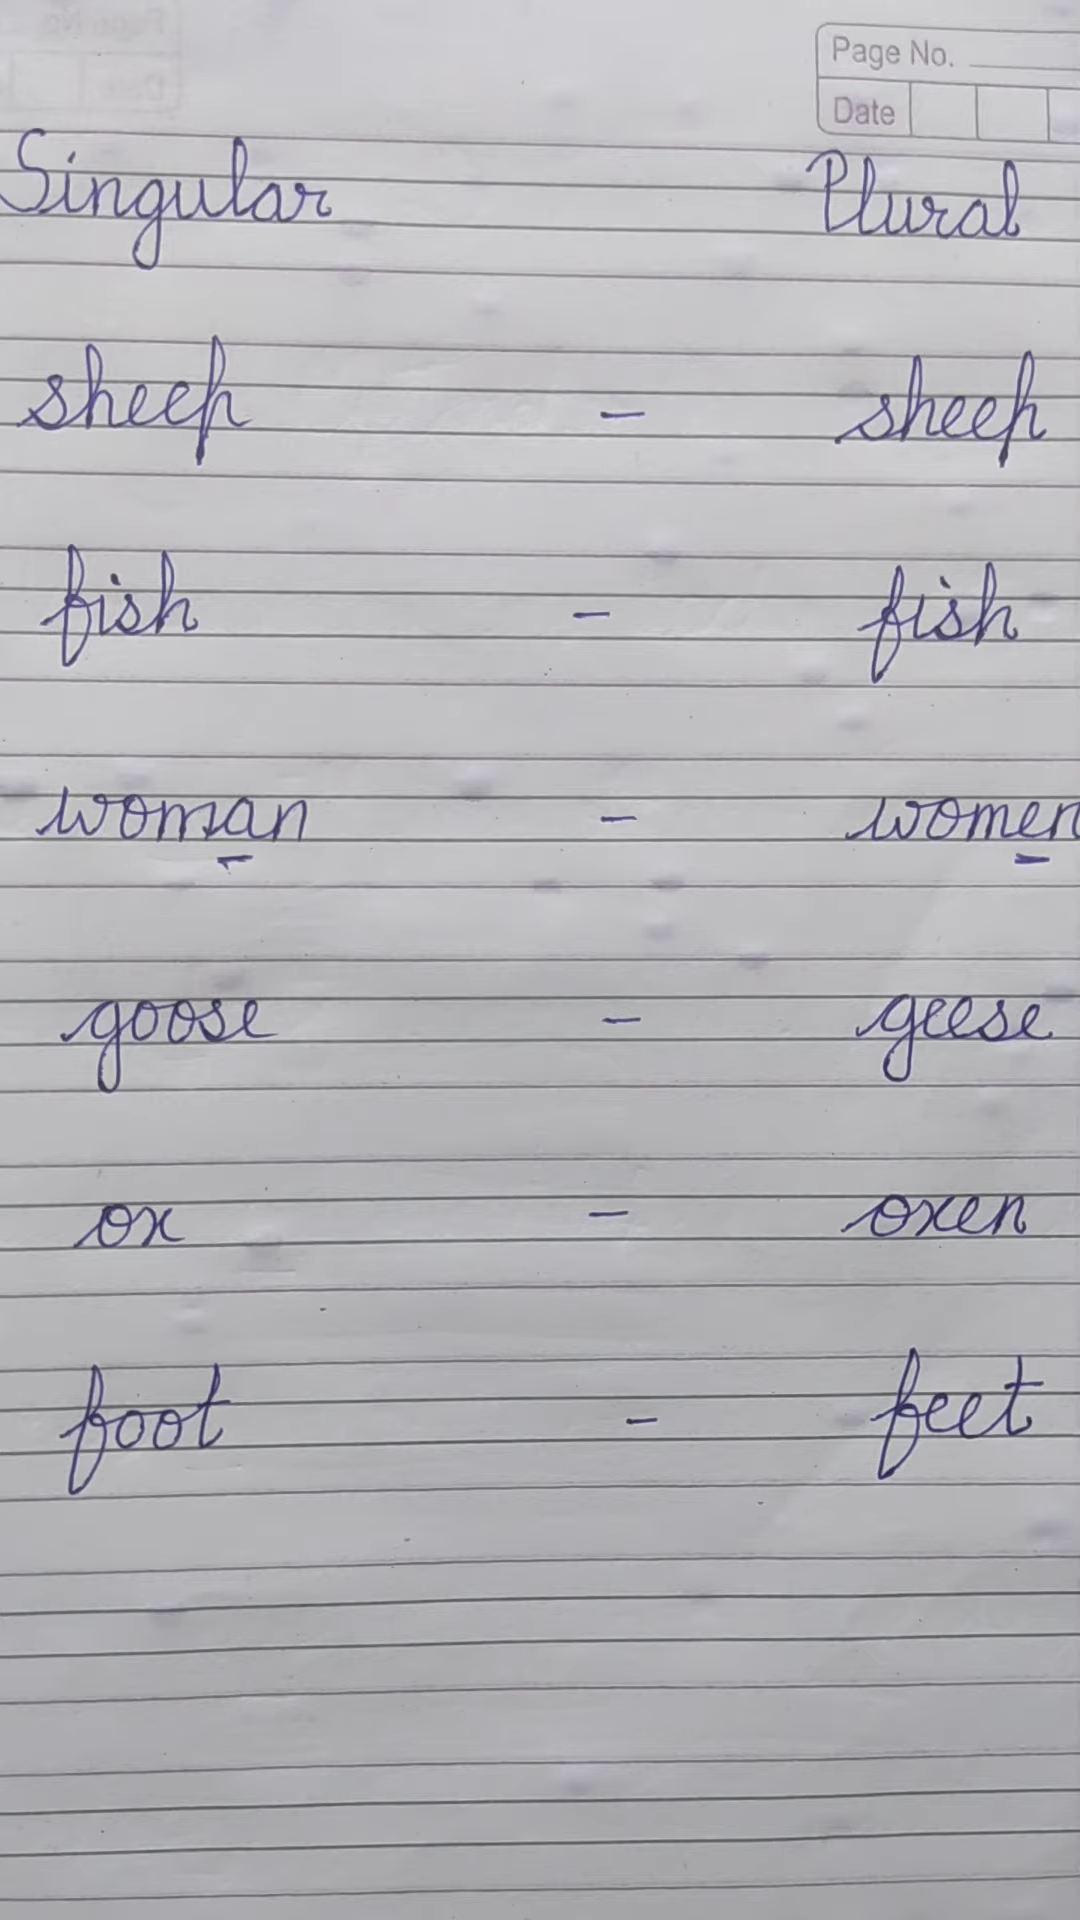 Page No.
Date
Singular Plural
sheep - sheep
fish - fish
woman - women
goose - geese
ox - oxen
foot - feet